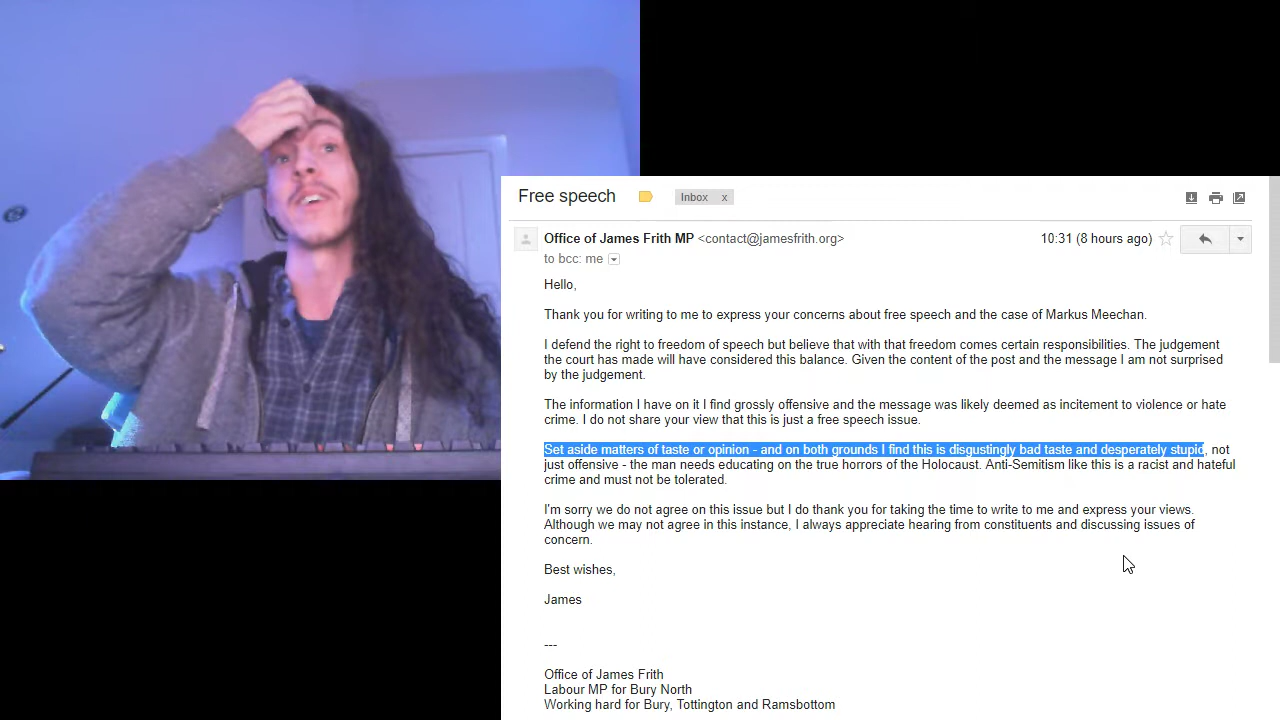 Free speech
Inbox x
Office of James Frith MP <contact@jamesfrith.org>
10:31 (8 hours ago)
to bcc: me
Hello,
Thank you for writing to me to express your concerns about free speech and the case of Markus Meechan.
I defend the right to freedom of speech but believe that with that freedom comes certain responsibilities. The judgement
the court has made will have considered this balance. Given the content of the post and the message I am not surprised
by the judgement.
The information I have on it I find grossly offensive and the message was likely deemed as incitement to violence or hate
crime. I do not share your view that this is just a free speech issue.
Set aside matters of taste or opinion - and on both grounds I find this is disgustingly bad taste and desperately stupid, not
just offensive - the man needs educating on the true horrors of the Holocaust. Anti-Semitism like this is a racist and hateful
crime and must not be tolerated.
I'm sorry we do not agree on this issue but I do thank you for taking the time to write to me and express your views.
Although we may not agree in this instance, I always appreciate hearing from constituents and discussing issues of
concern.
Best wishes,
James
---
Office of James Frith
Labour MP for Bury North
Working hard for Bury, Tottington and Ramsbottom